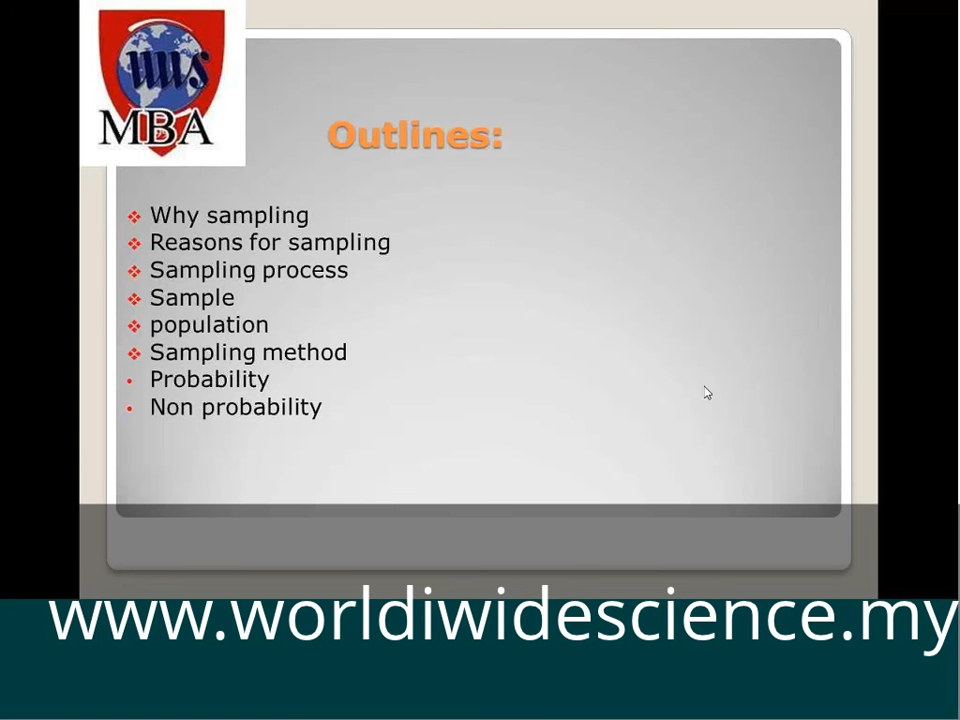 wws
MBA
Outlines:
Why sampling
Reasons for sampling
Sampling process
Sample
population
Sampling method
Probability
Non probability
www.worldiwidescience.my